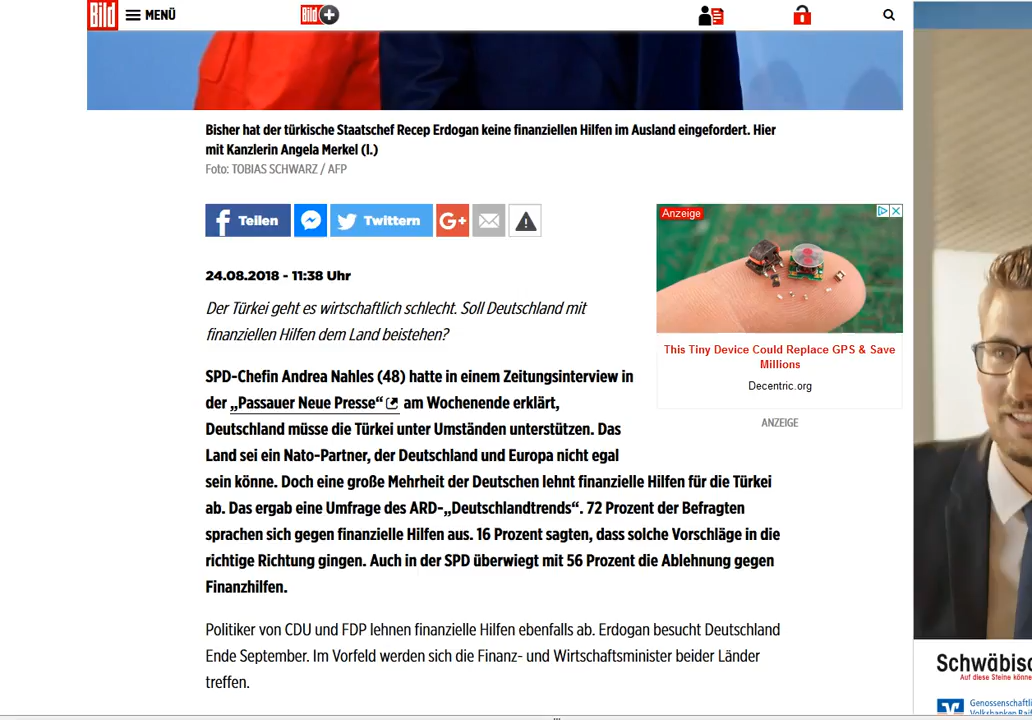 Bild
MENÜ
Bild +
Bisher hat der türkische Staatschef Recep Erdogan keine finanziellen Hilfen im Ausland eingefordert. Hier
mit Kanzlerin Angela Merkel (l.)
Foto: TOBIAS SCHWARZ / AFP
Teilen
Twittern
G+
Anzeige
24.08.2018 - 11:38 Uhr
Der Türkei geht es wirtschaftlich schlecht. Soll Deutschland mit
finanziellen Hilfen dem Land beistehen?
This Tiny Device Could Replace GPS & Save
Millions
Decentric.org
ANZEIGE
SPD-Chefin Andrea Nahles (48) hatte in einem Zeitungsinterview in
der „Passauer Neue Presse“ am Wochenende erklärt,
Deutschland müsse die Türkei unter Umständen unterstützen. Das
Land sei ein Nato-Partner, der Deutschland und Europa nicht egal
sein könne. Doch eine große Mehrheit der Deutschen lehnt finanzielle Hilfen für die Türkei
ab. Das ergab eine Umfrage des ARD-„Deutschlandtrends“. 72 Prozent der Befragten
sprachen sich gegen finanzielle Hilfen aus. 16 Prozent sagten, dass solche Vorschläge in die
richtige Richtung gingen. Auch in der SPD überwiegt mit 56 Prozent die Ablehnung gegen
Finanzhilfen.
Politiker von CDU und FDP lehnen finanzielle Hilfen ebenfalls ab. Erdogan besucht Deutschland
Ende September. Im Vorfeld werden sich die Finanz- und Wirtschaftsminister beider Länder
treffen.
Schwäbisc
Auf diese Steine könne
Genossenschaftli